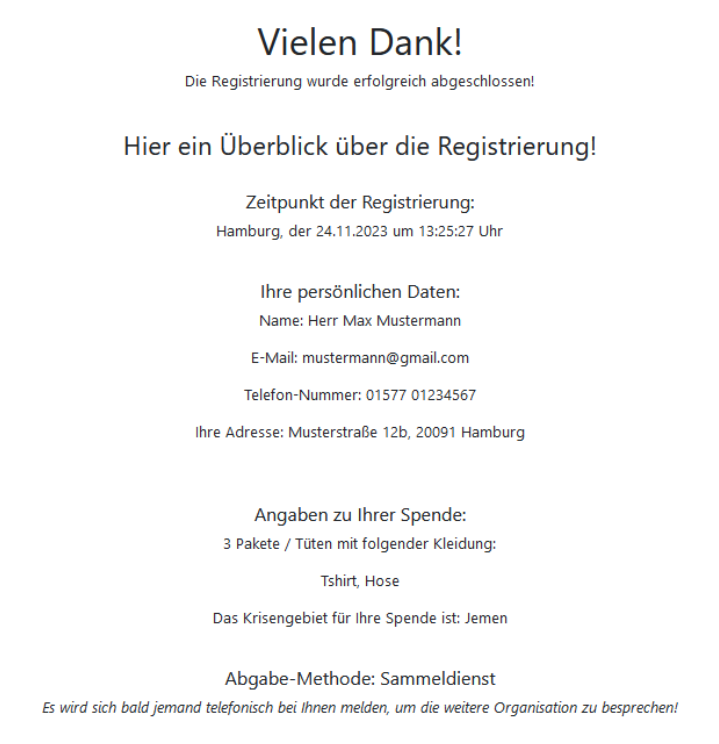 Vielen Dank!
Die Registrierung wurde erfolgreich abgeschlossen!
Hier ein Überblick über die Registrierung!
Zeitpunkt der Registrierung:
Hamburg, der 24.11.2023 um 13:25:27 Uhr
Ihre persönlichen Daten:
Name: Herr Max Mustermann
E-Mail: mustermann@gmail.com
Telefon-Nummer: 01577 01234567
Ihre Adresse: Musterstraße 12b, 20091 Hamburg
Angaben zu Ihrer Spende:
3 Pakete / Tüten mit folgender Kleidung:
Tshirt, Hose
Das Krisengebiet für Ihre Spende ist: Jemen
Abgabe-Methode: Sammeldienst
Es wird sich bald jemand telefonisch bei Ihnen melden, um die weitere Organisation zu besprechen!